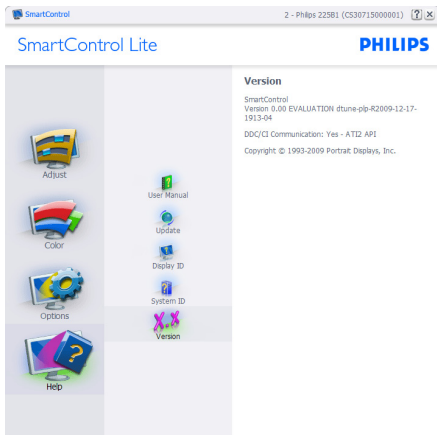 SmartControl
2 - Philips 225B1 (CS30715000001)
SmartControl Lite
PHILIPS
Adjust
Color
Options
Help
User Manual
Update
Display ID
System ID
X.X
Version
Version
SmartControl
Version 0.00 EVALUATION dtune-plp-R2009-12-17-
1913-04
DDC/CI Communication: Yes - ATI2 API
Copyright © 1993-2009 Portrait Displays, Inc.